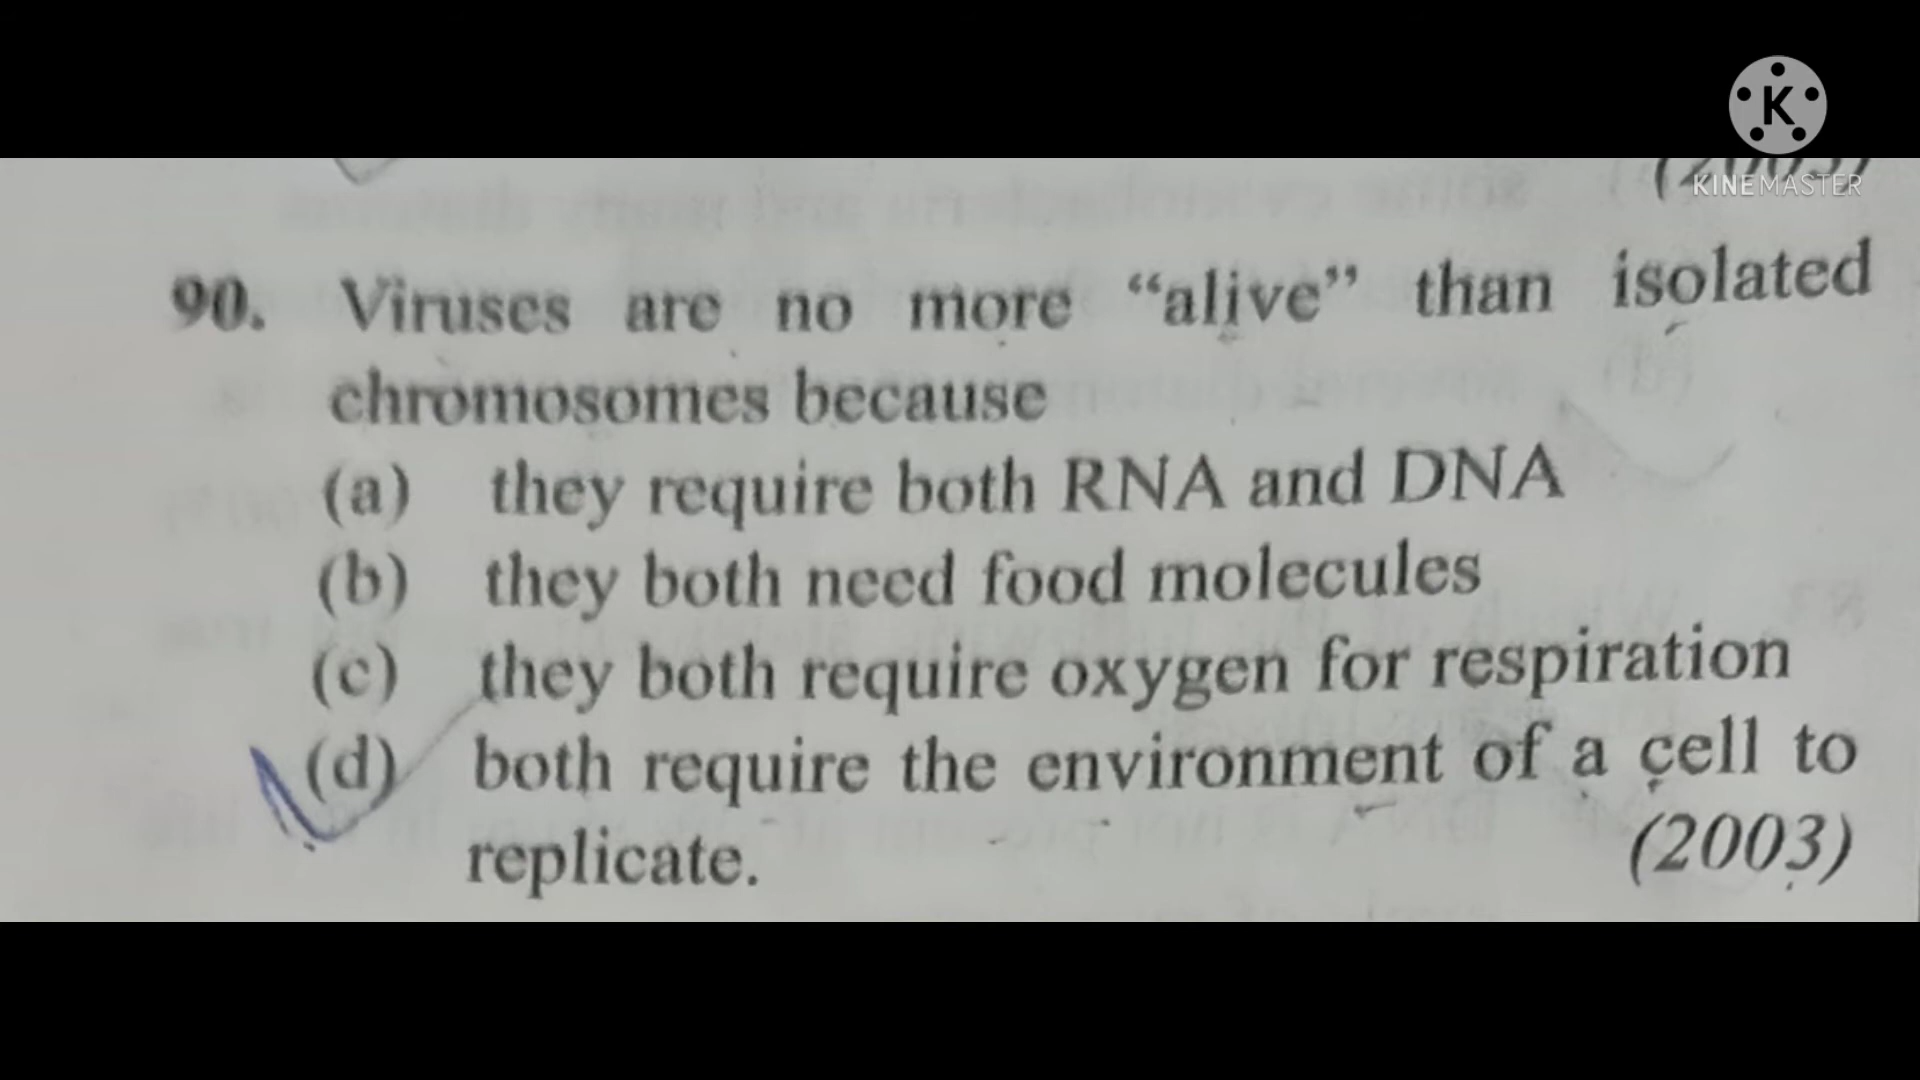 K
KINEMASTER
90. Viruses are no more “alive” than isolated
chromosomes because
(a) they require both RNA and DNA
(b) they both need food molecules
(c) they both require oxygen for respiration
(d) both require the environment of a cell to
replicate. (2003)